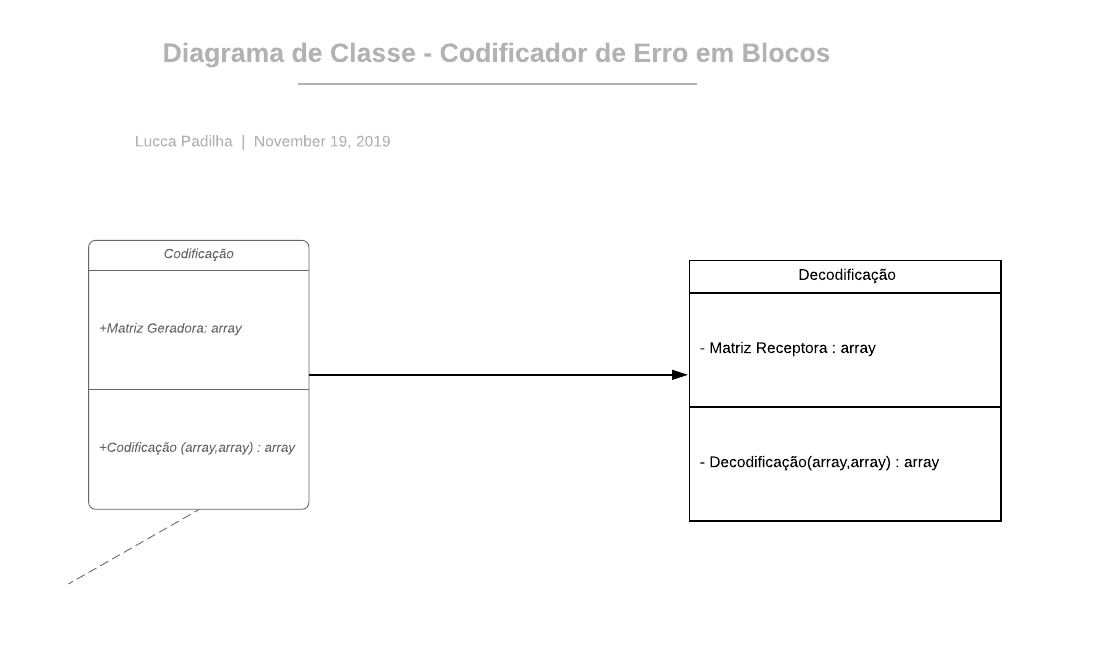 Diagrama de Classe - Codificador de Erro em Blocos
Lucca Padilha | November 19, 2019
Codificação
+Matriz Geradora: array
+Codificação (array,array) : array
Decodificação
- Matriz Receptora : array
- Decodificação(array,array) : array